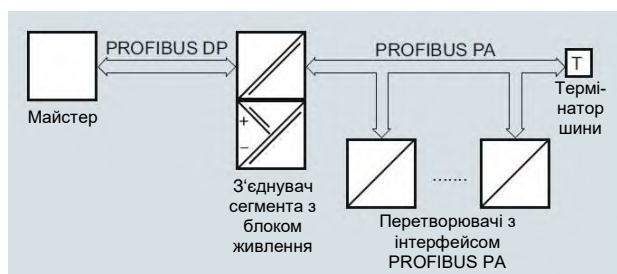 PROFIBUS DP
PROFIBUS PA
T
Майстер
Термі-
натор
шини
+
–
З‘єднувач
сегмента з
блоком
живлення
.......
Перетворювачі з
інтерфейсом
PROFIBUS PA